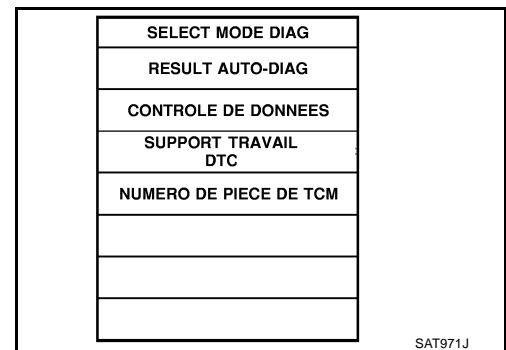 SELECT MODE DIAG
RESULT AUTO-DIAG
CONTROLE DE DONNEES
SUPPORT TRAVAIL
DTC
NUMERO DE PIECE DE TCM
SAT971J